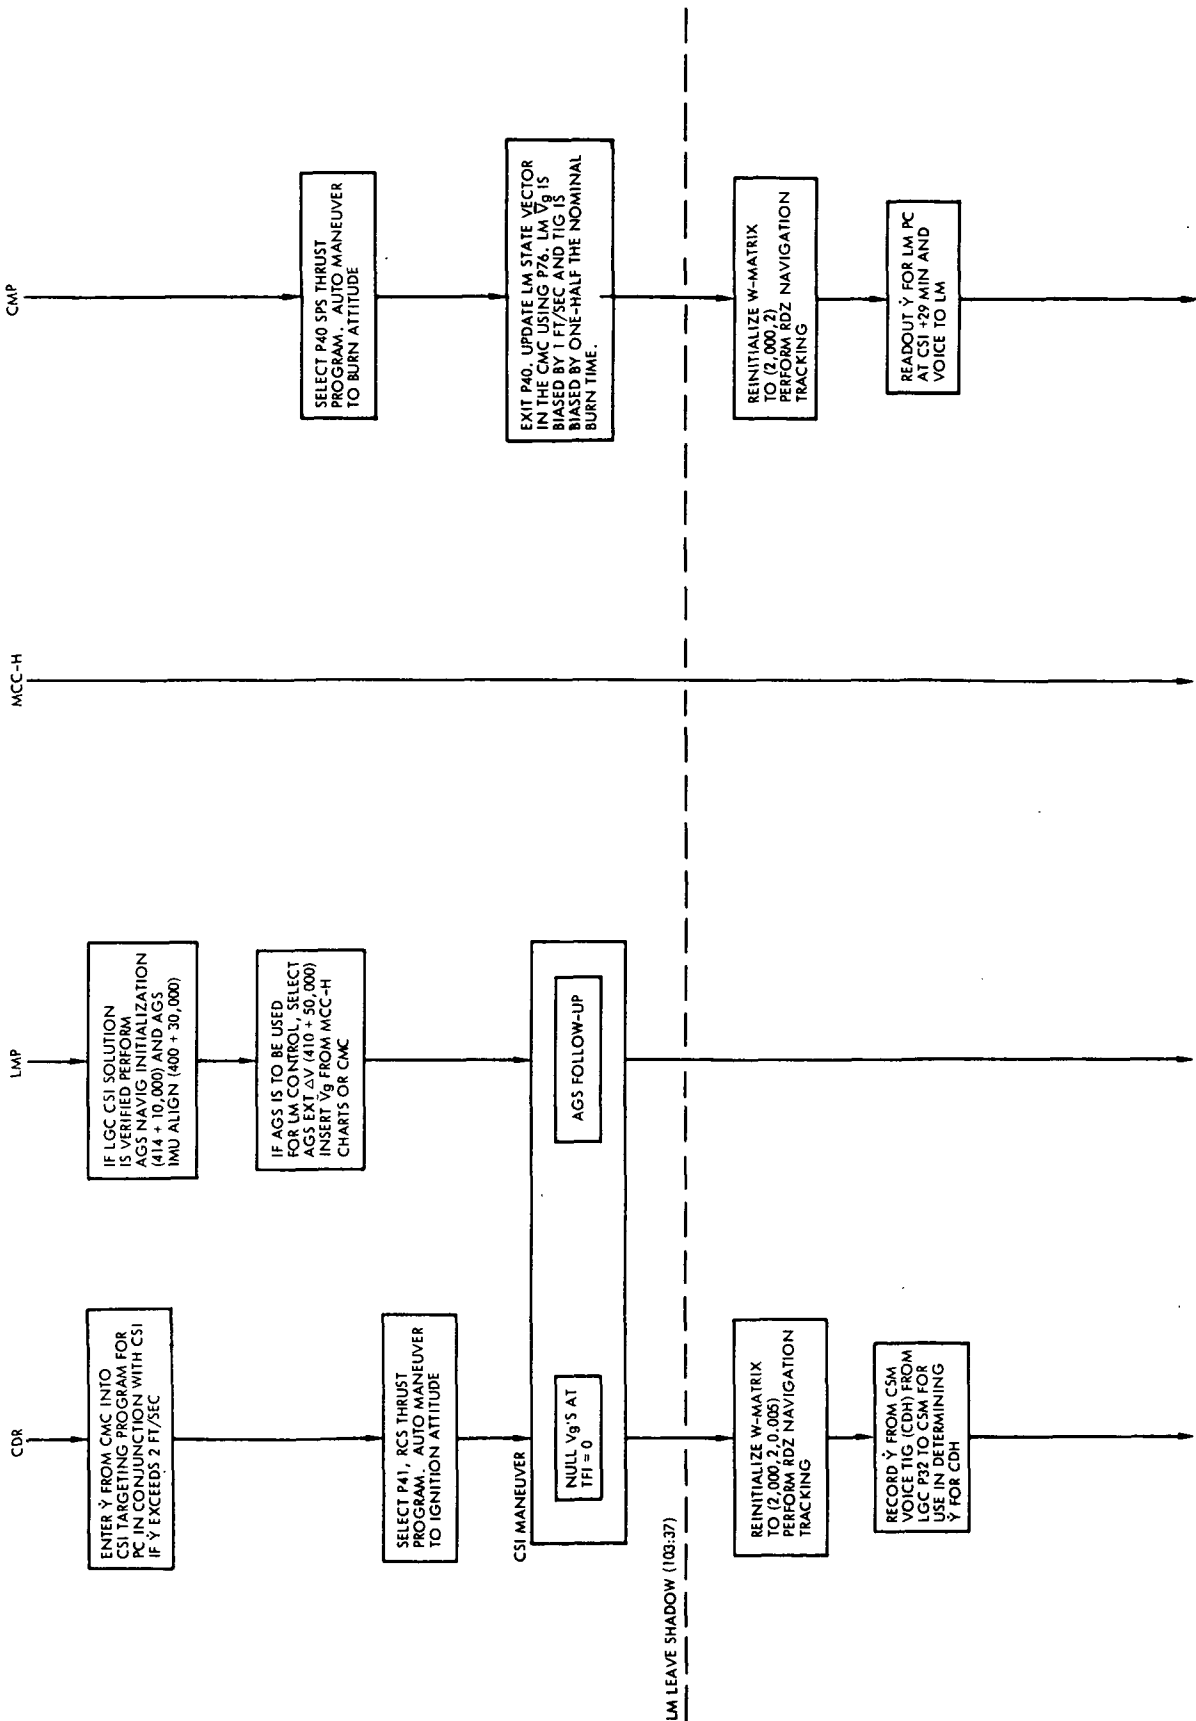 CDR
ENTER Ẏ FROM CMC INTO
CSI TARGETING PROGRAM FOR
PC IN CONJUNCTION WITH CSI
IF Ẏ EXCEEDS 2 FT/SEC
SELECT P41, RCS THRUST
PROGRAM. AUTO MANEUVER
TO IGNITION ATTITUDE
CSI MANEUVER
NULL Vg'S AT
TFI = 0
LM LEAVE SHADOW (103:37)
REINITIALIZE W-MATRIX
TO (2,000,2,0.005)
PERFORM RDZ NAVIGATION
TRACKING
RECORD Ẏ FROM CSM
VOICE TIG (CDH) FROM
LGC P32 TO CSM FOR
USE IN DETERMINING
Ẏ FOR CDH
LMP
IF LGC CSI SOLUTION
IS VERIFIED PERFORM
AGS NAVIG INITIALIZATION
(414 + 10,000) AND AGS
IMU ALIGN (400 + 30,000)
IF AGS IS TO BE USED
FOR LM CONTROL, SELECT
AGS EXT ΔV (410 + 50,000)
INSERT V̄g FROM MCC-H
CHARTS OR CMC
AGS FOLLOW-UP
MCC-H
CMP
SELECT P40 SPS THRUST
PROGRAM. AUTO MANEUVER
TO BURN ATTITUDE
EXIT P40. UPDATE LM STATE VECTOR
IN THE CMC USING P76. LM V̄g IS
BIASED BY 1 FT/SEC AND TIG IS
BIASED BY ONE-HALF THE NOMINAL
BURN TIME.
REINITIALIZE W-MATRIX
TO (2,000,2)
PERFORM RDZ NAVIGATION
TRACKING
READOUT Ẏ FOR LM PC
AT CSI +29 MIN AND
VOICE TO LM